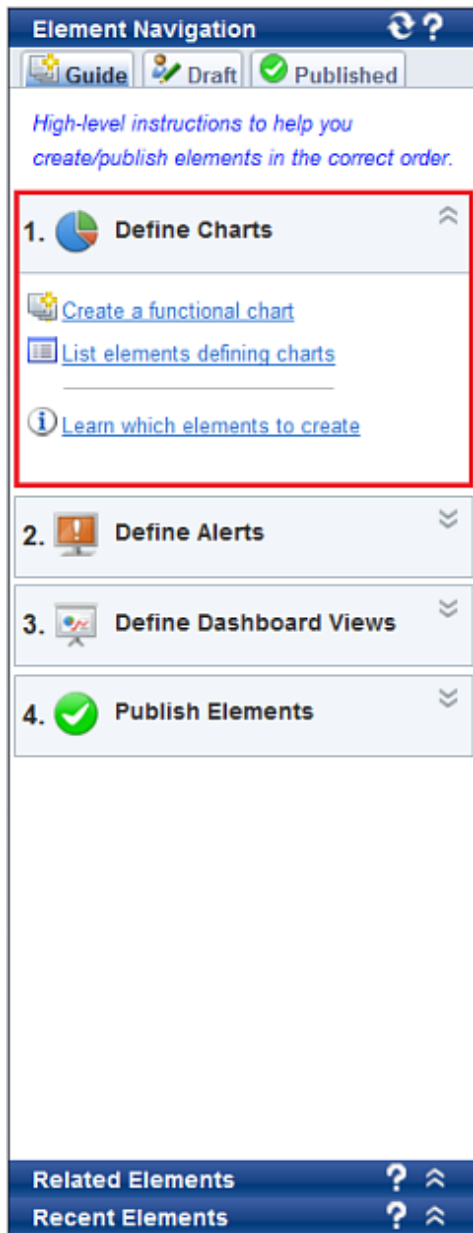 Element Navigation ?
Guide Draft Published
High-level instructions to help you
create/publish elements in the correct order.
1. Define Charts
Create a functional chart
List elements defining charts
Learn which elements to create
2. Define Alerts
3. Define Dashboard Views
4. Publish Elements
Related Elements ?
Recent Elements ?